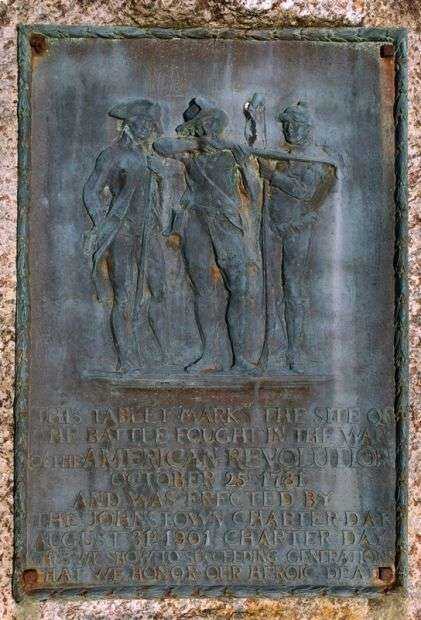 THIS TABLET MARKS THE SITE OF
THE BATTLE FOUGHT IN THE WAR
OF THE AMERICAN REVOLUTION
OCTOBER 25 1781
AND WAS ERECTED BY
THE JOHNSTOWN CHARTER DAY
AUGUST 31 1901 CHARTER DAY
WE SHOW TO SUCCEEDING GENERATION
THAT WE HONOR OUR HEROIC DEAD